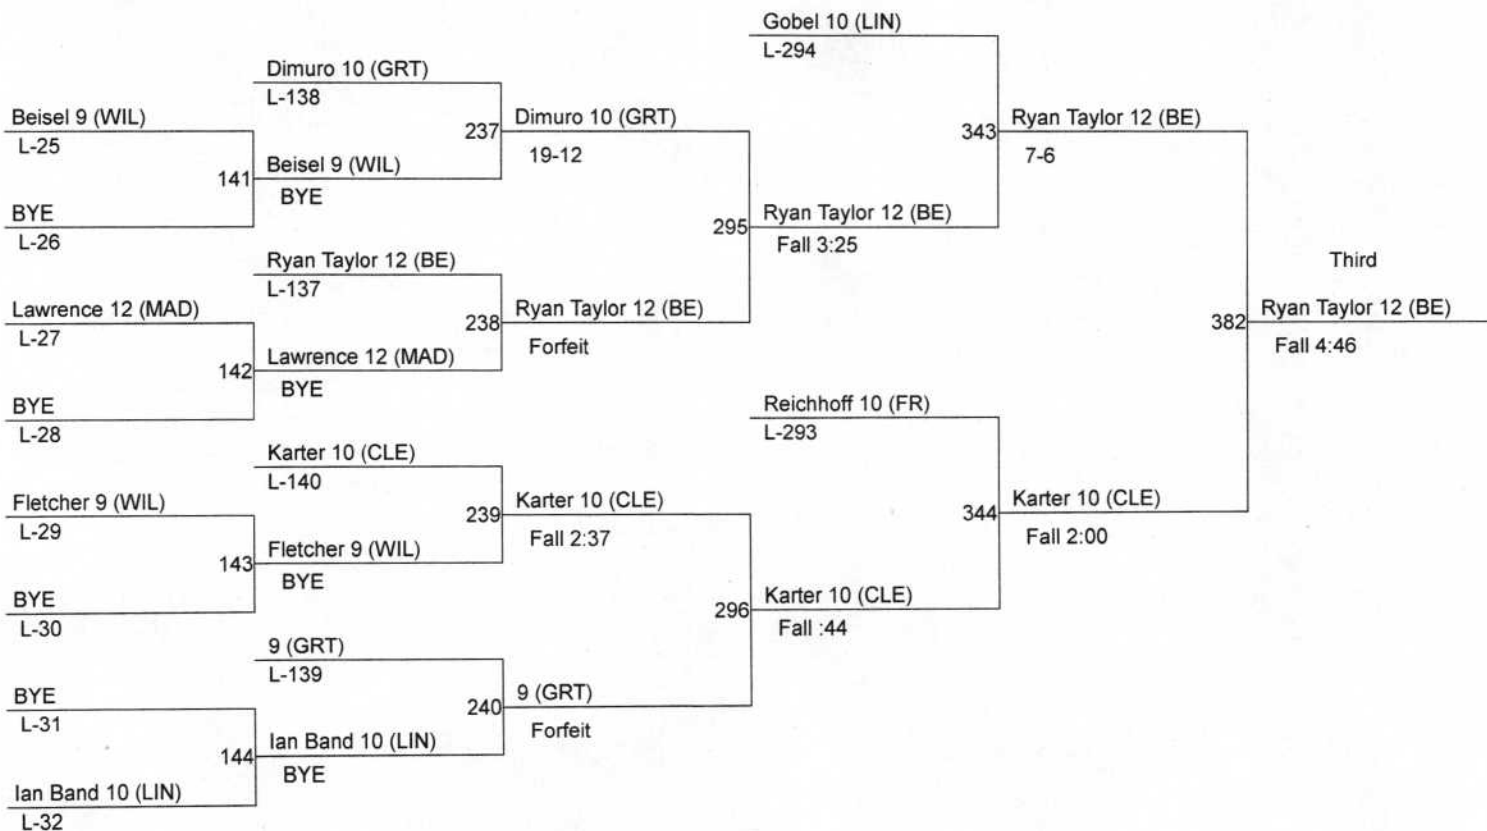 Gobel 10 (LIN)
L-294
Dimuro 10 (GRT)
L-138
Beisel 9 (WIL)
L-25
237
Dimuro 10 (GRT)
19-12
343
Ryan Taylor 12 (BE)
7-6
141
Beisel 9 (WIL)
BYE
BYE
L-26
295
Ryan Taylor 12 (BE)
Fall 3:25
Ryan Taylor 12 (BE)
L-137
Third
Lawrence 12 (MAD)
L-27
238
Ryan Taylor 12 (BE)
Forfeit
382
Ryan Taylor 12 (BE)
Fall 4:46
142
Lawrence 12 (MAD)
BYE
BYE
L-28
Reichhoff 10 (FR)
L-293
Karter 10 (CLE)
L-140
Fletcher 9 (WIL)
L-29
239
Karter 10 (CLE)
Fall 2:37
344
Karter 10 (CLE)
Fall 2:00
143
Fletcher 9 (WIL)
BYE
BYE
L-30
296
Karter 10 (CLE)
Fall :44
9 (GRT)
L-139
BYE
L-31
240
9 (GRT)
Forfeit
144
Ian Band 10 (LIN)
BYE
Ian Band 10 (LIN)
L-32